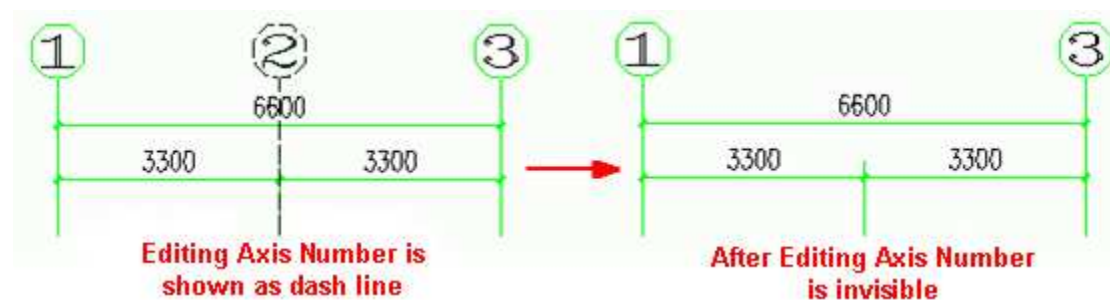 1 2 3 1 3
6600 6600
3300 3300 3300 3300
Editing Axis Number is
shown as dash line
After Editing Axis Number
is invisible